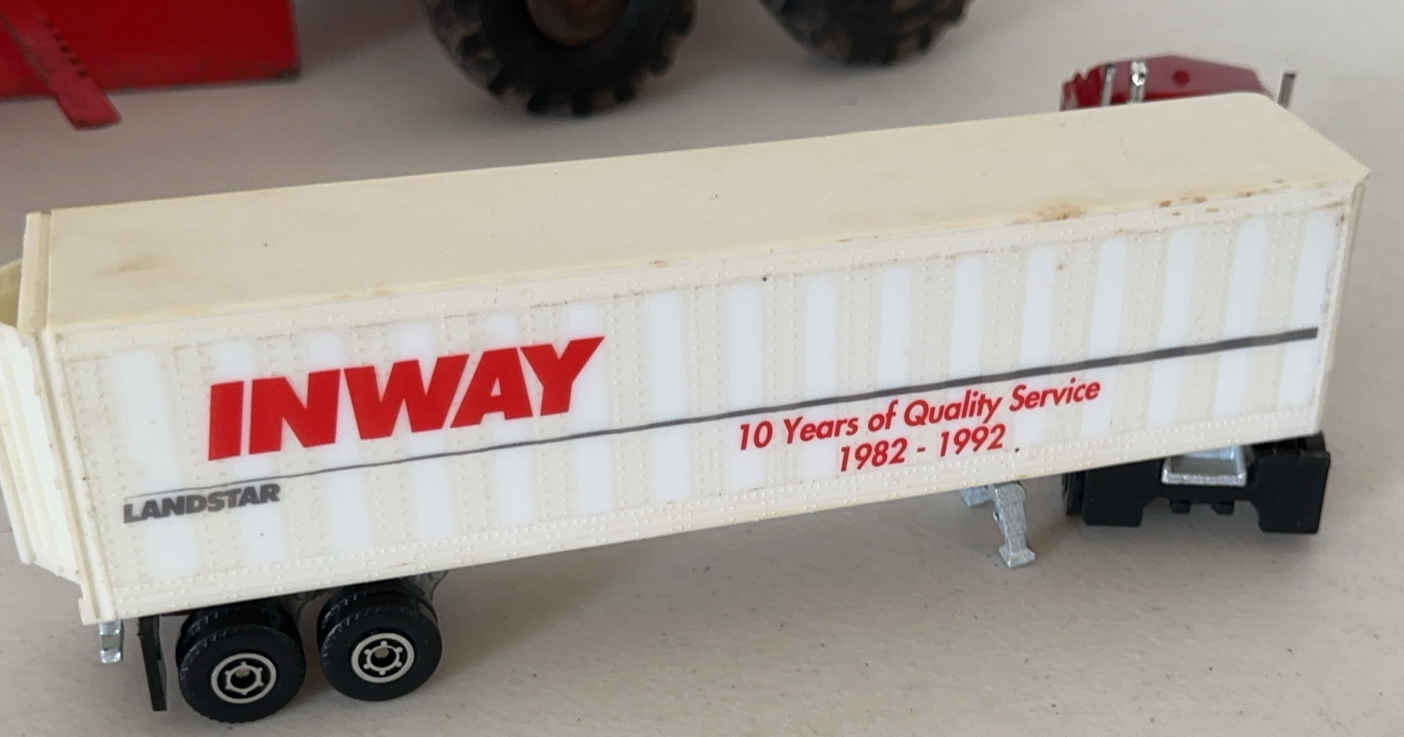 INWAY
LANDSTAR
10 Years of Quality Service
1982 - 1992